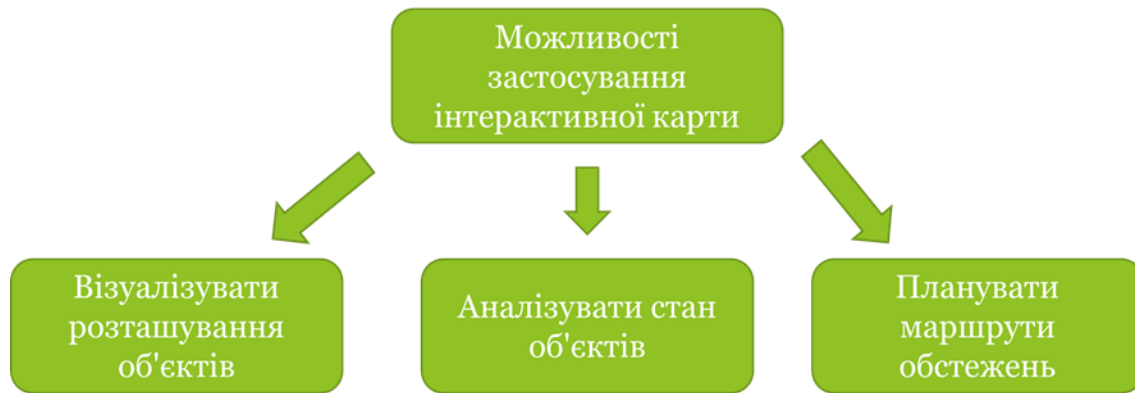 Можливості
застосування
інтерактивної карти
Візуалізувати
розташування
об'єктів
Аналізувати стан
об'єктів
Планувати
маршрути
обстежень